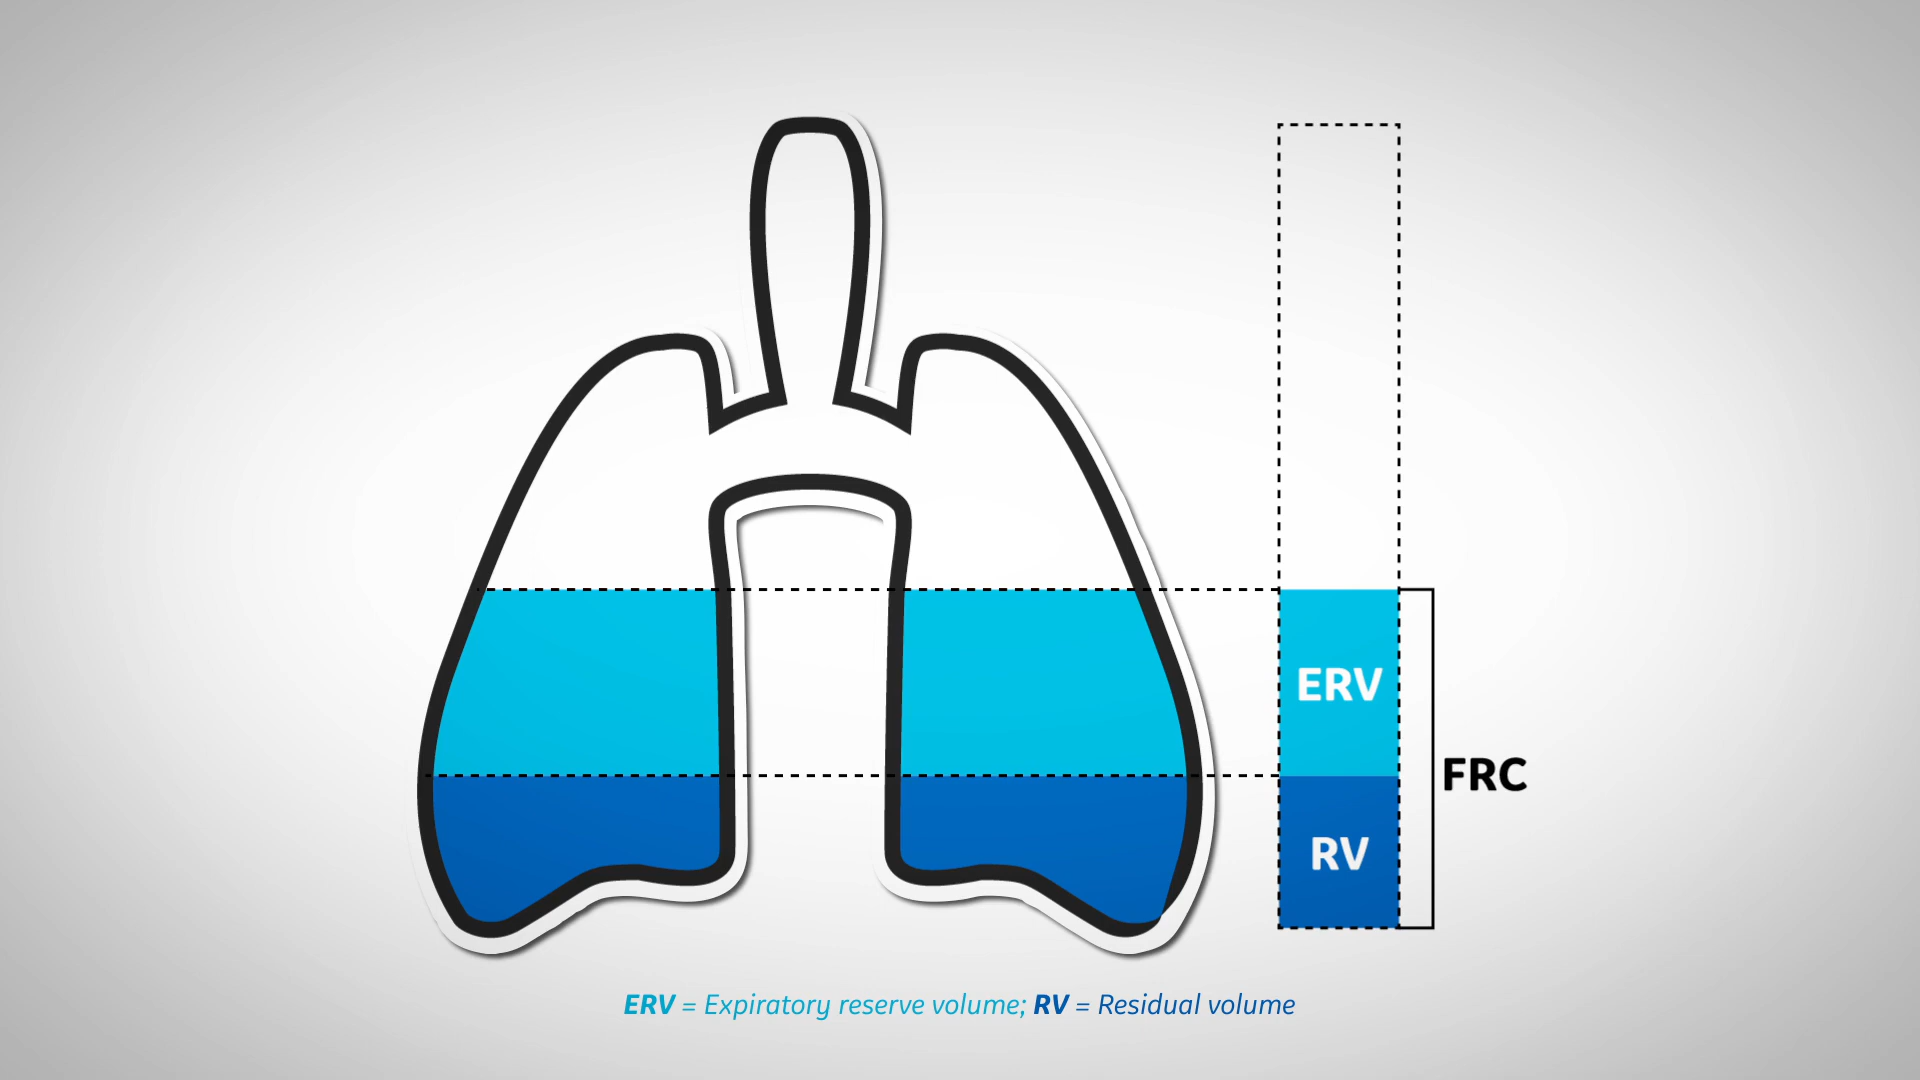 ERV
FRC
RV
ERV = Expiratory reserve volume; RV = Residual volume